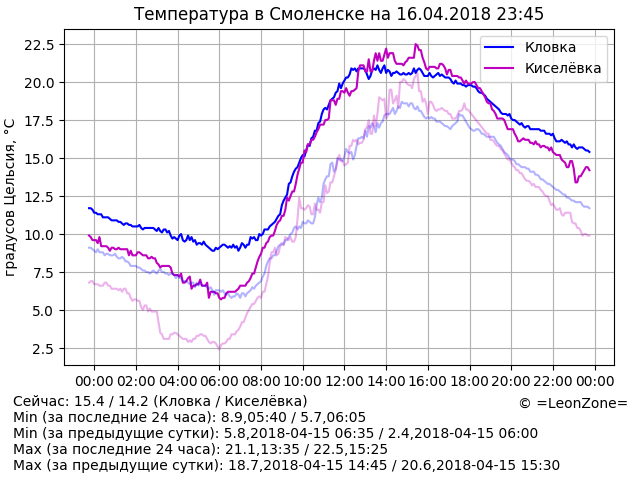 Температура в Смоленске на 16.04.2018 23:45
Кловка
Киселёвка
градусов Цельсия, °C
22.5
20.0
17.5
15.0
12.5
10.0
7.5
5.0
2.5
00:00 02:00 04:00 06:00 08:00 10:00 12:00 14:00 16:00 18:00 20:00 22:00 00:00
Сейчас: 15.4 / 14.2 (Кловка / Киселёвка)
© =LeonZone=
Min (за последние 24 часа): 8.9,05:40 / 5.7,06:05
Min (за предыдущие сутки): 5.8,2018-04-15 06:35 / 2.4,2018-04-15 06:00
Max (за последние 24 часа): 21.1,13:35 / 22.5,15:25
Max (за предыдущие сутки): 18.7,2018-04-15 14:45 / 20.6,2018-04-15 15:30